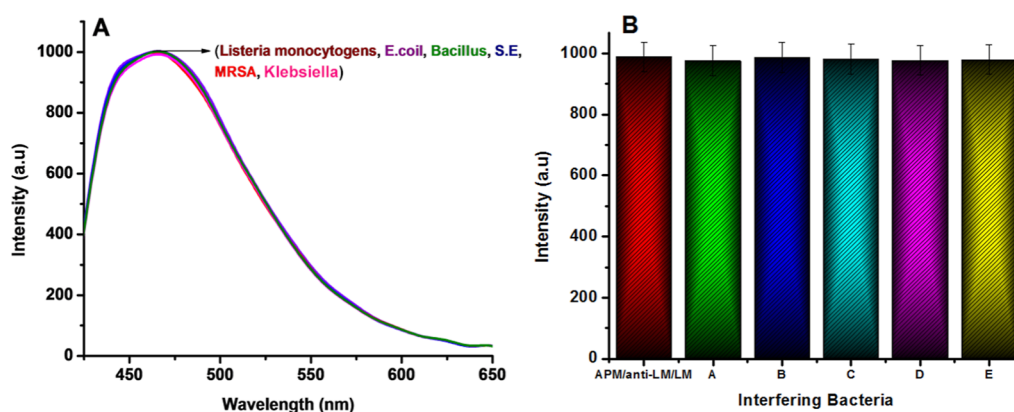 A
(Listeria monocytogens, E.coil, Bacillus, S.E,
MRSA, Klebsiella)
Intensity (a.u)
1000
800
600
400
200
0
450 500 550 600 650
Wavelength (nm)
B
Intensity (a.u)
1000
800
600
400
200
0
APM/anti-LM/LM A B C D E
Interfering Bacteria